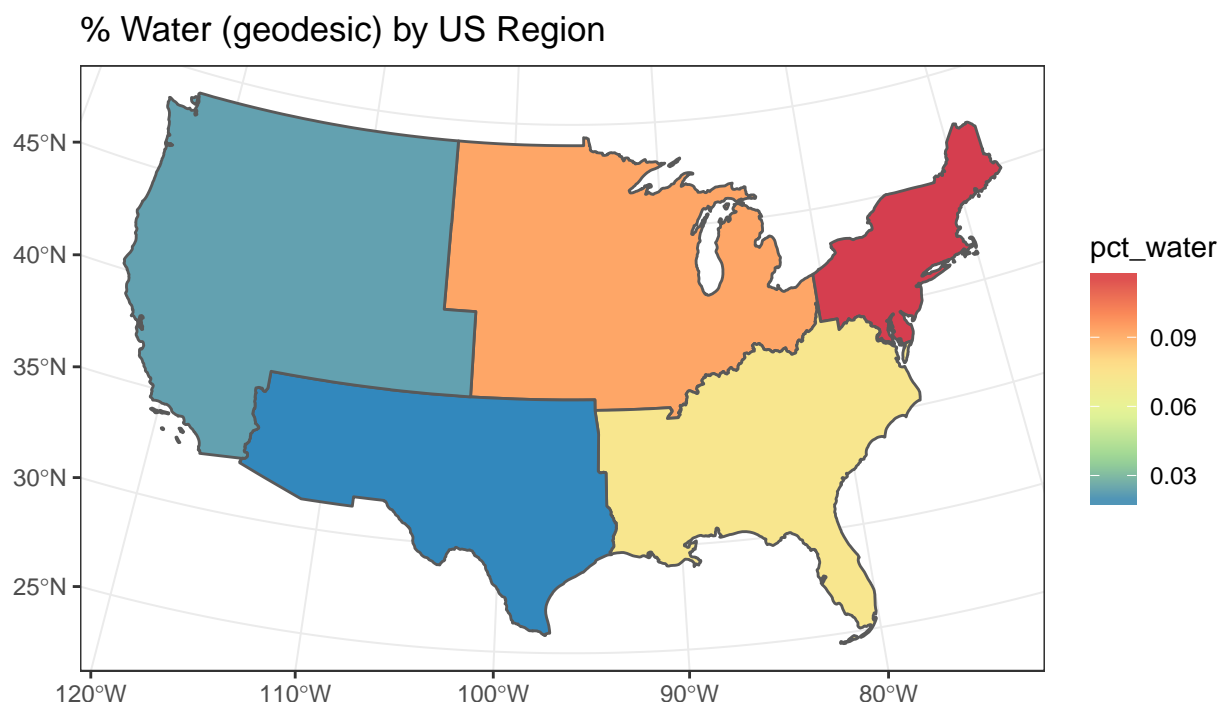 % Water (geodesic) by US Region
45°N
40°N
35°N
30°N
25°N
120°W
110°W
100°W
90°W
80°W
pct_water
0.09
0.06
0.03